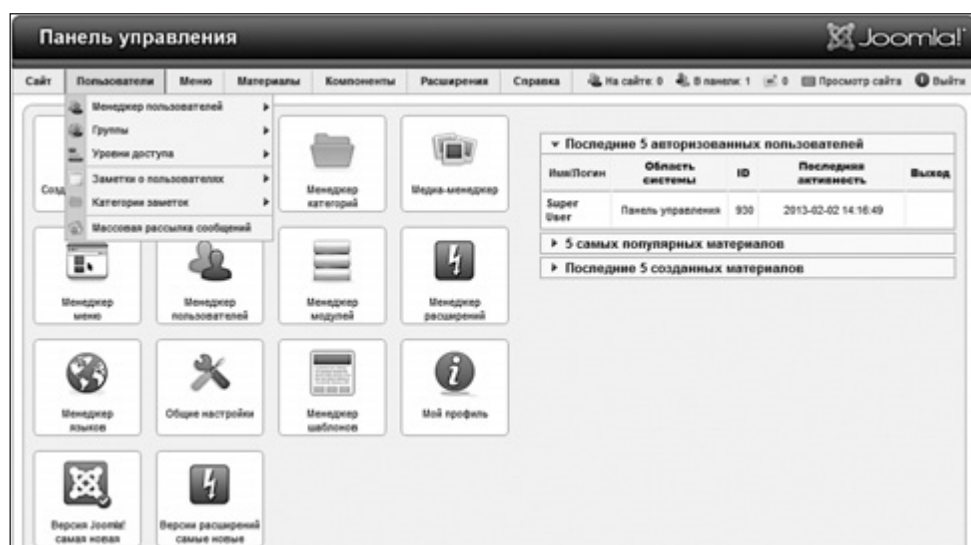 Панель управления
Joomla!
Сайт Пользователи Меню Материалы Компоненты Расширения Справка На сайте: 0 В панели: 1 0 Просмотр сайта Выйти
Менеджер пользователей
Группы
Уровни доступа
Заметки о пользователях
Категории заметок
Массовая рассылка сообщений
Созд
Менеджер
категорий
Медиа-менеджер
Менеджер
меню
Менеджер
пользователей
Менеджер
модулей
Менеджер
расширений
Менеджер
языков
Общие настройки
Менеджер
шаблонов
Мой профиль
Версия Joomla!
самая новая
Версии расширений
самые новые
Последние 5 авторизованных пользователей
Имя/Логин Область системы ID Последняя активность Выход
Super User Панель управления 930 2013-02-02 14:16:49
5 самых популярных материалов
Последние 5 созданных материалов